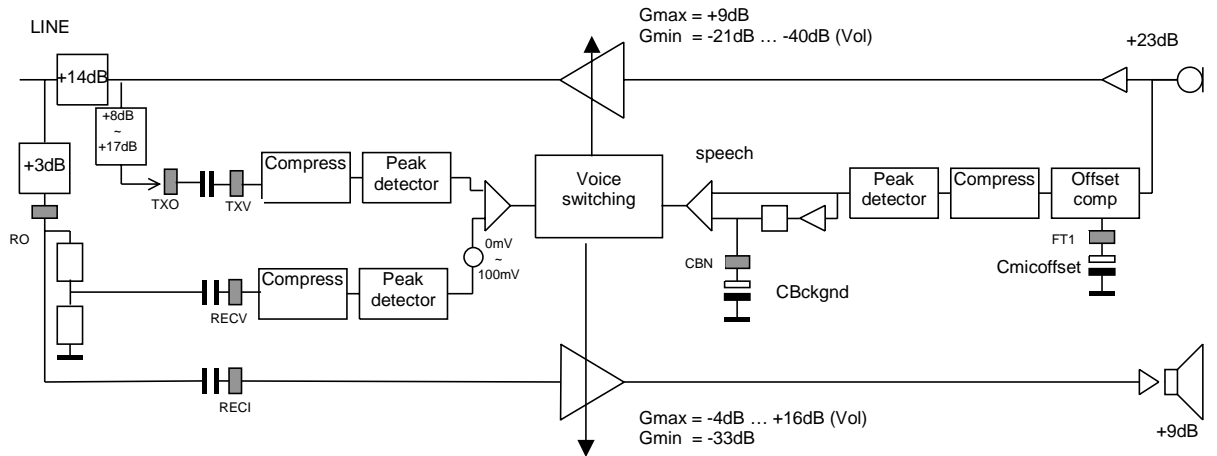 LINE
Gmax = +9dB
Gmin = -21dB … -40dB (Vol)
+23dB
+14dB
+8dB
~
+17dB
+3dB
Compress
Peak
detector
Voice
switching
speech
Peak
detector
Compress
Offset
comp
TXO
TXV
RO
0mV
~
100mV
CBN
FT1
Cmicoffset
CBckgnd
Compress
Peak
detector
RECV
RECI
Gmax = -4dB … +16dB (Vol)
Gmin = -33dB
+9dB